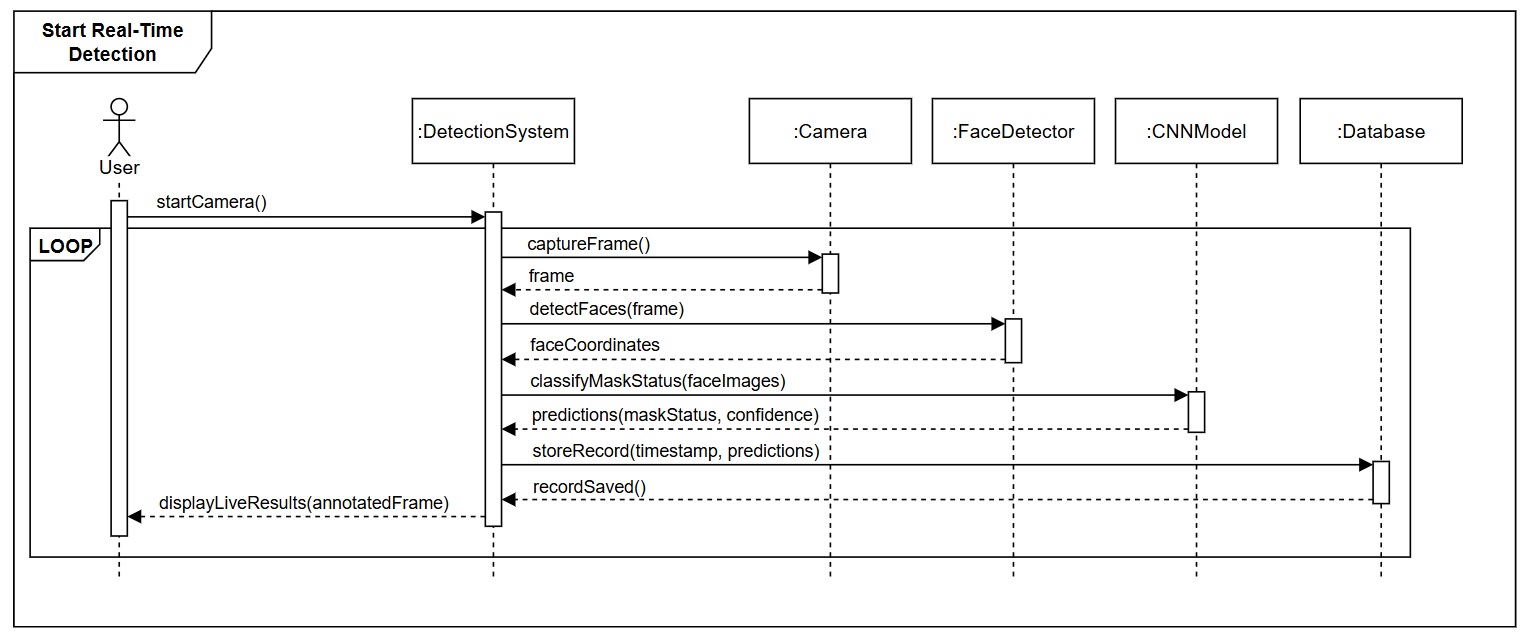 Start Real-Time
Detection
User
:DetectionSystem
:Camera
:FaceDetector
:CNNModel
:Database
startCamera()
LOOP
captureFrame()
frame
detectFaces(frame)
faceCoordinates
classifyMaskStatus(faceImages)
predictions(maskStatus, confidence)
storeRecord(timestamp, predictions)
recordSaved()
displayLiveResults(annotatedFrame)